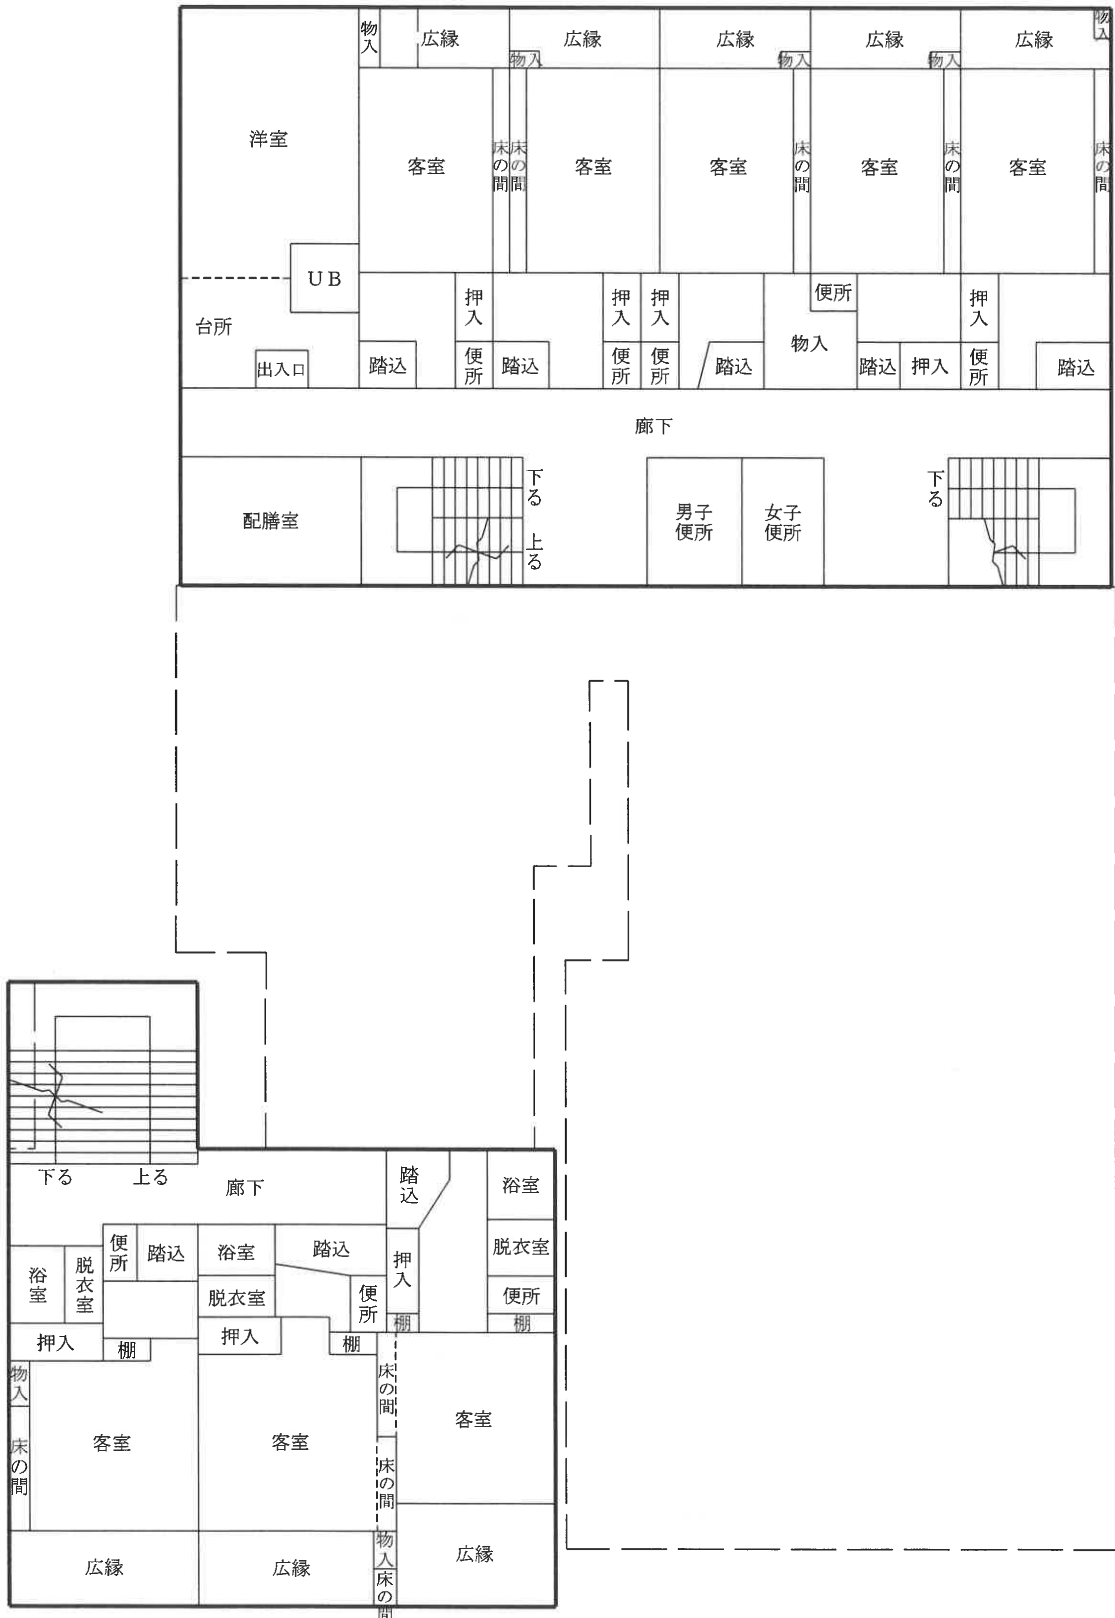 物入
広縁
広縁
広縁
広縁
広縁
物入
物入
物入
物入
洋室
客室
床の間
床の間
客室
客室
床の間
客室
床の間
客室
床の間
UB
台所
出入口
押入
押入
押入
便所
物入
押入
踏込
便所
踏込
便所
便所
踏込
踏込
押入
便所
踏込
廊下
配膳室
下る
上る
男子
便所
女子
便所
下る
下る
上る
廊下
踏込
浴室
浴室
脱衣室
便所
踏込
浴室
踏込
押入
脱衣室
脱衣室
便所
便所
押入
棚
押入
棚
棚
棚
物入
床の間
客室
客室
床の間
床の間
客室
広縁
広縁
物入
床の間
広縁